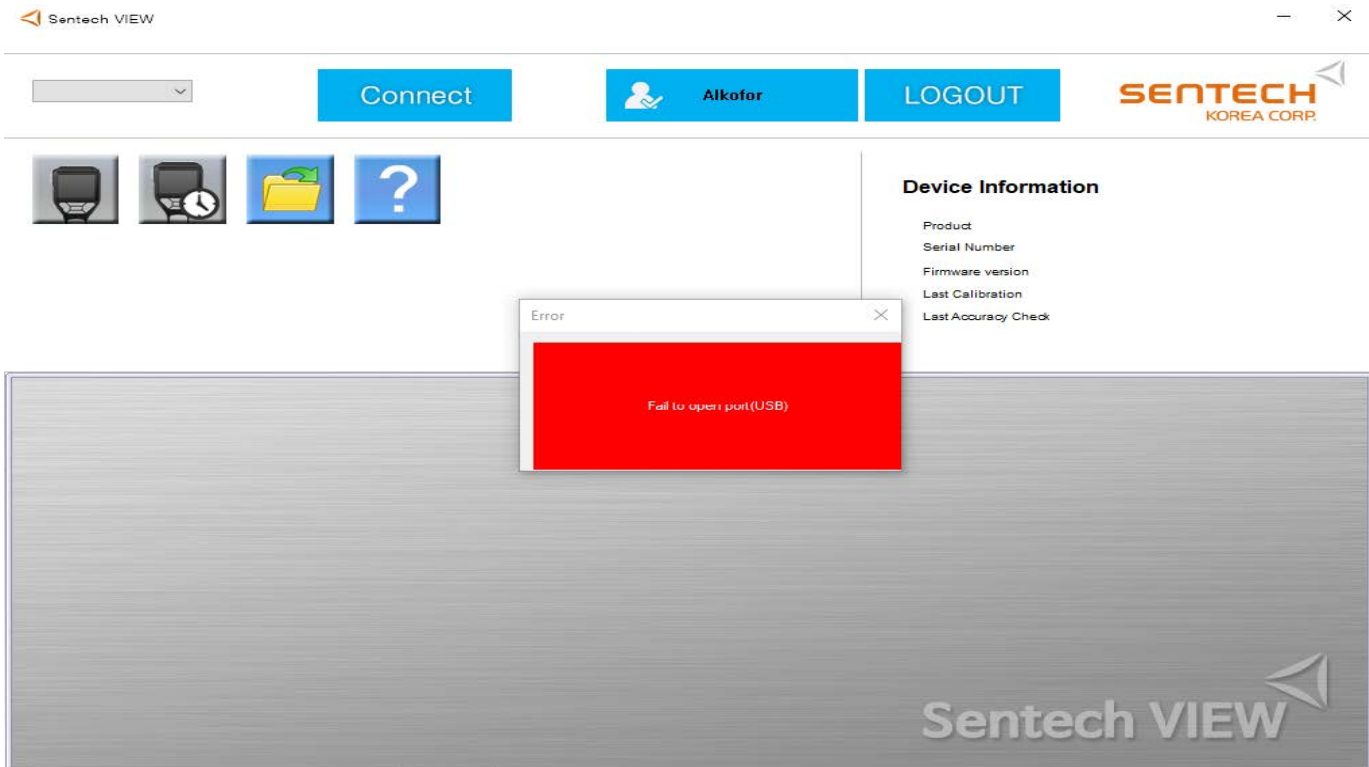 Sentech VIEW
Connect
Alkofor
LOGOUT
SENTECH
KOREA CORP.
?
Device Information
Product
Serial Number
Firmware version
Last Calibration
Last Accuracy Check
Error
Fail to open port(USB)
Sentech VIEW